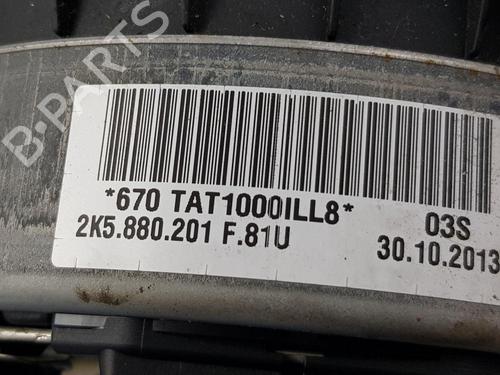 B-PARTS
*670 TAT1000ILL8*
03S
2K5.880.201 F.81U
30.10.2013